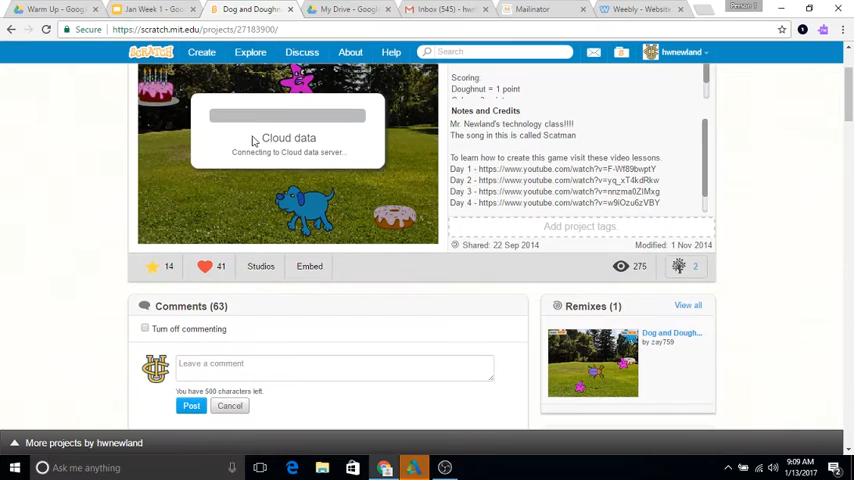 Warm Up - Goog
Jan Week 1 - Goo
Dog and Dough
My Drive - Googl
Inbox (545) - hw
Mailinator
Weebly - Website
Person 1
Secure
https://scratch.mit.edu/projects/27183900/
SCRATCH
Create
Explore
Discuss
About
Help
Search
hwnewland
Scoring:
Doughnut = 1 point
Notes and Credits
Mr. Newland's technology class!!!!
The song in this is called Scatman
To learn how to create this game visit these video lessons.
Day 1 - https://www.youtube.com/watch?v=F-Wf89bwptY
Day 2 - https://www.youtube.com/watch?v=yq_xT4kdRkw
Day 3 - https://www.youtube.com/watch?v=nnzma0ZIMxg
Day 4 - https://www.youtube.com/watch?v=w9iOzu6zVBY
Cloud data
Connecting to Cloud data server...
Add project tags.
Shared: 22 Sep 2014
Modified: 1 Nov 2014
14
41
Studios
Embed
275
2
Comments (63)
Turn off commenting
Leave a comment
You have 500 characters left.
Post
Cancel
Remixes (1)
View all
Dog and Dough...
by zay759
More projects by hwnewland
Ask me anything
9:09 AM
1/13/2017
2